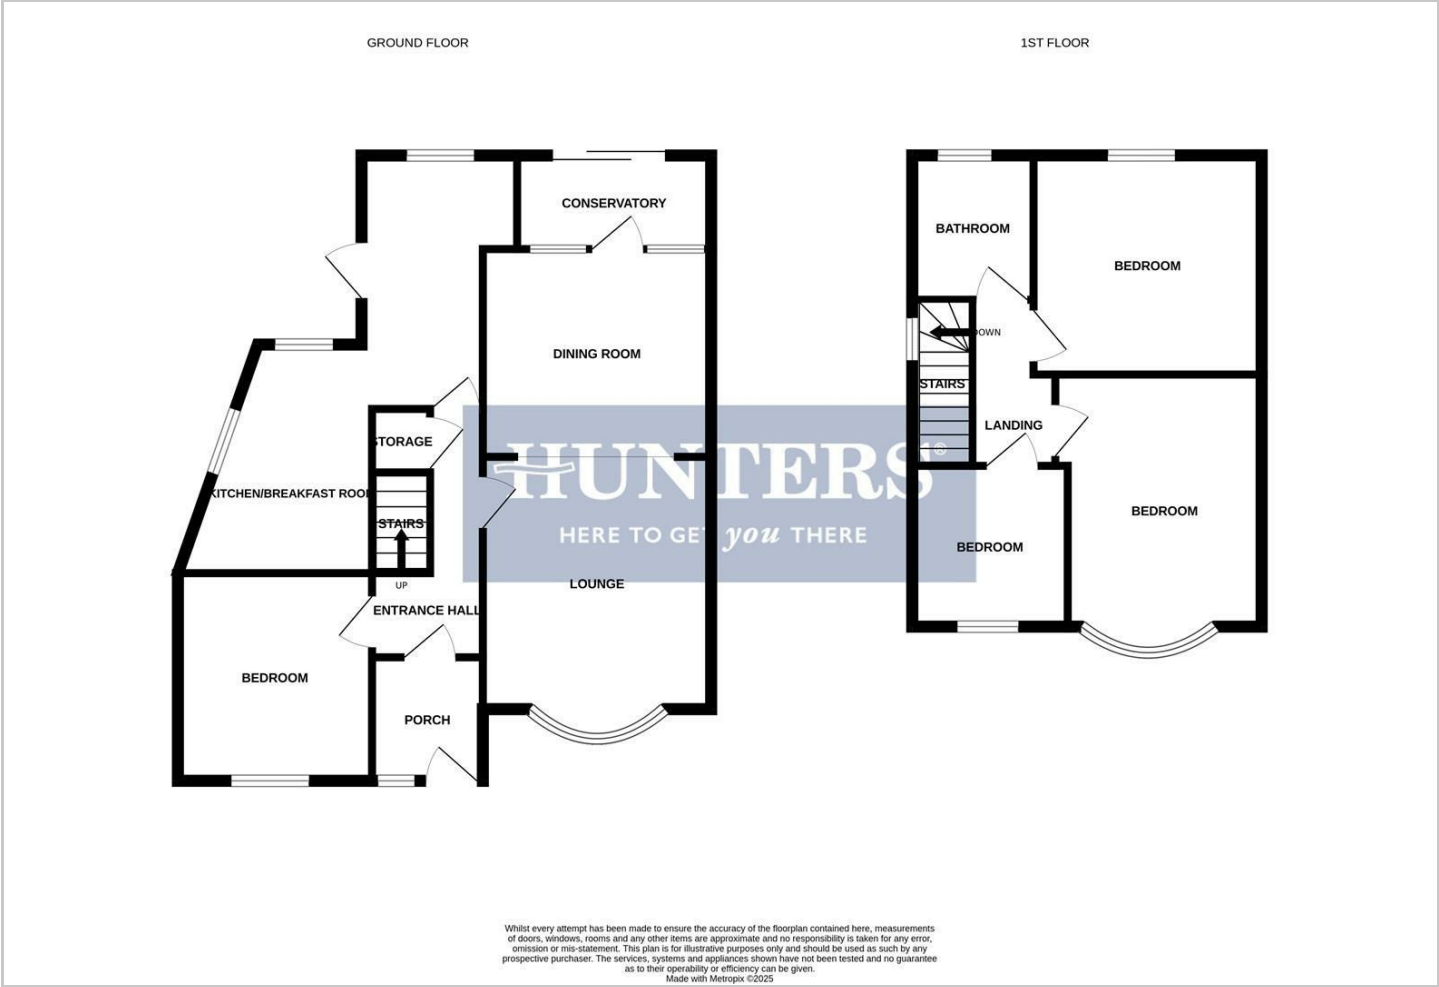 GROUND FLOOR
1ST FLOOR
CONSERVATORY
BATHROOM
BEDROOM
DOWN
DINING ROOM
STAIRS
STORAGE
LANDING
HUNTERS®
KITCHEN/BREAKFAST ROOM
STAIRS
HERE TO GET you THERE
BEDROOM
BEDROOM
UP
LOUNGE
ENTRANCE HALL
BEDROOM
PORCH
Whilst every attempt has been made to ensure the accuracy of the floorplan contained here, measurements
of doors, windows, rooms and any other items are approximate and no responsibility is taken for any error,
omission or mis-statement. This plan is for illustrative purposes only and should be used as such by any
prospective purchaser. The services, systems and appliances shown have not been tested and no guarantee
as to their operability or efficiency can be given.
Made with Metropix ©2025